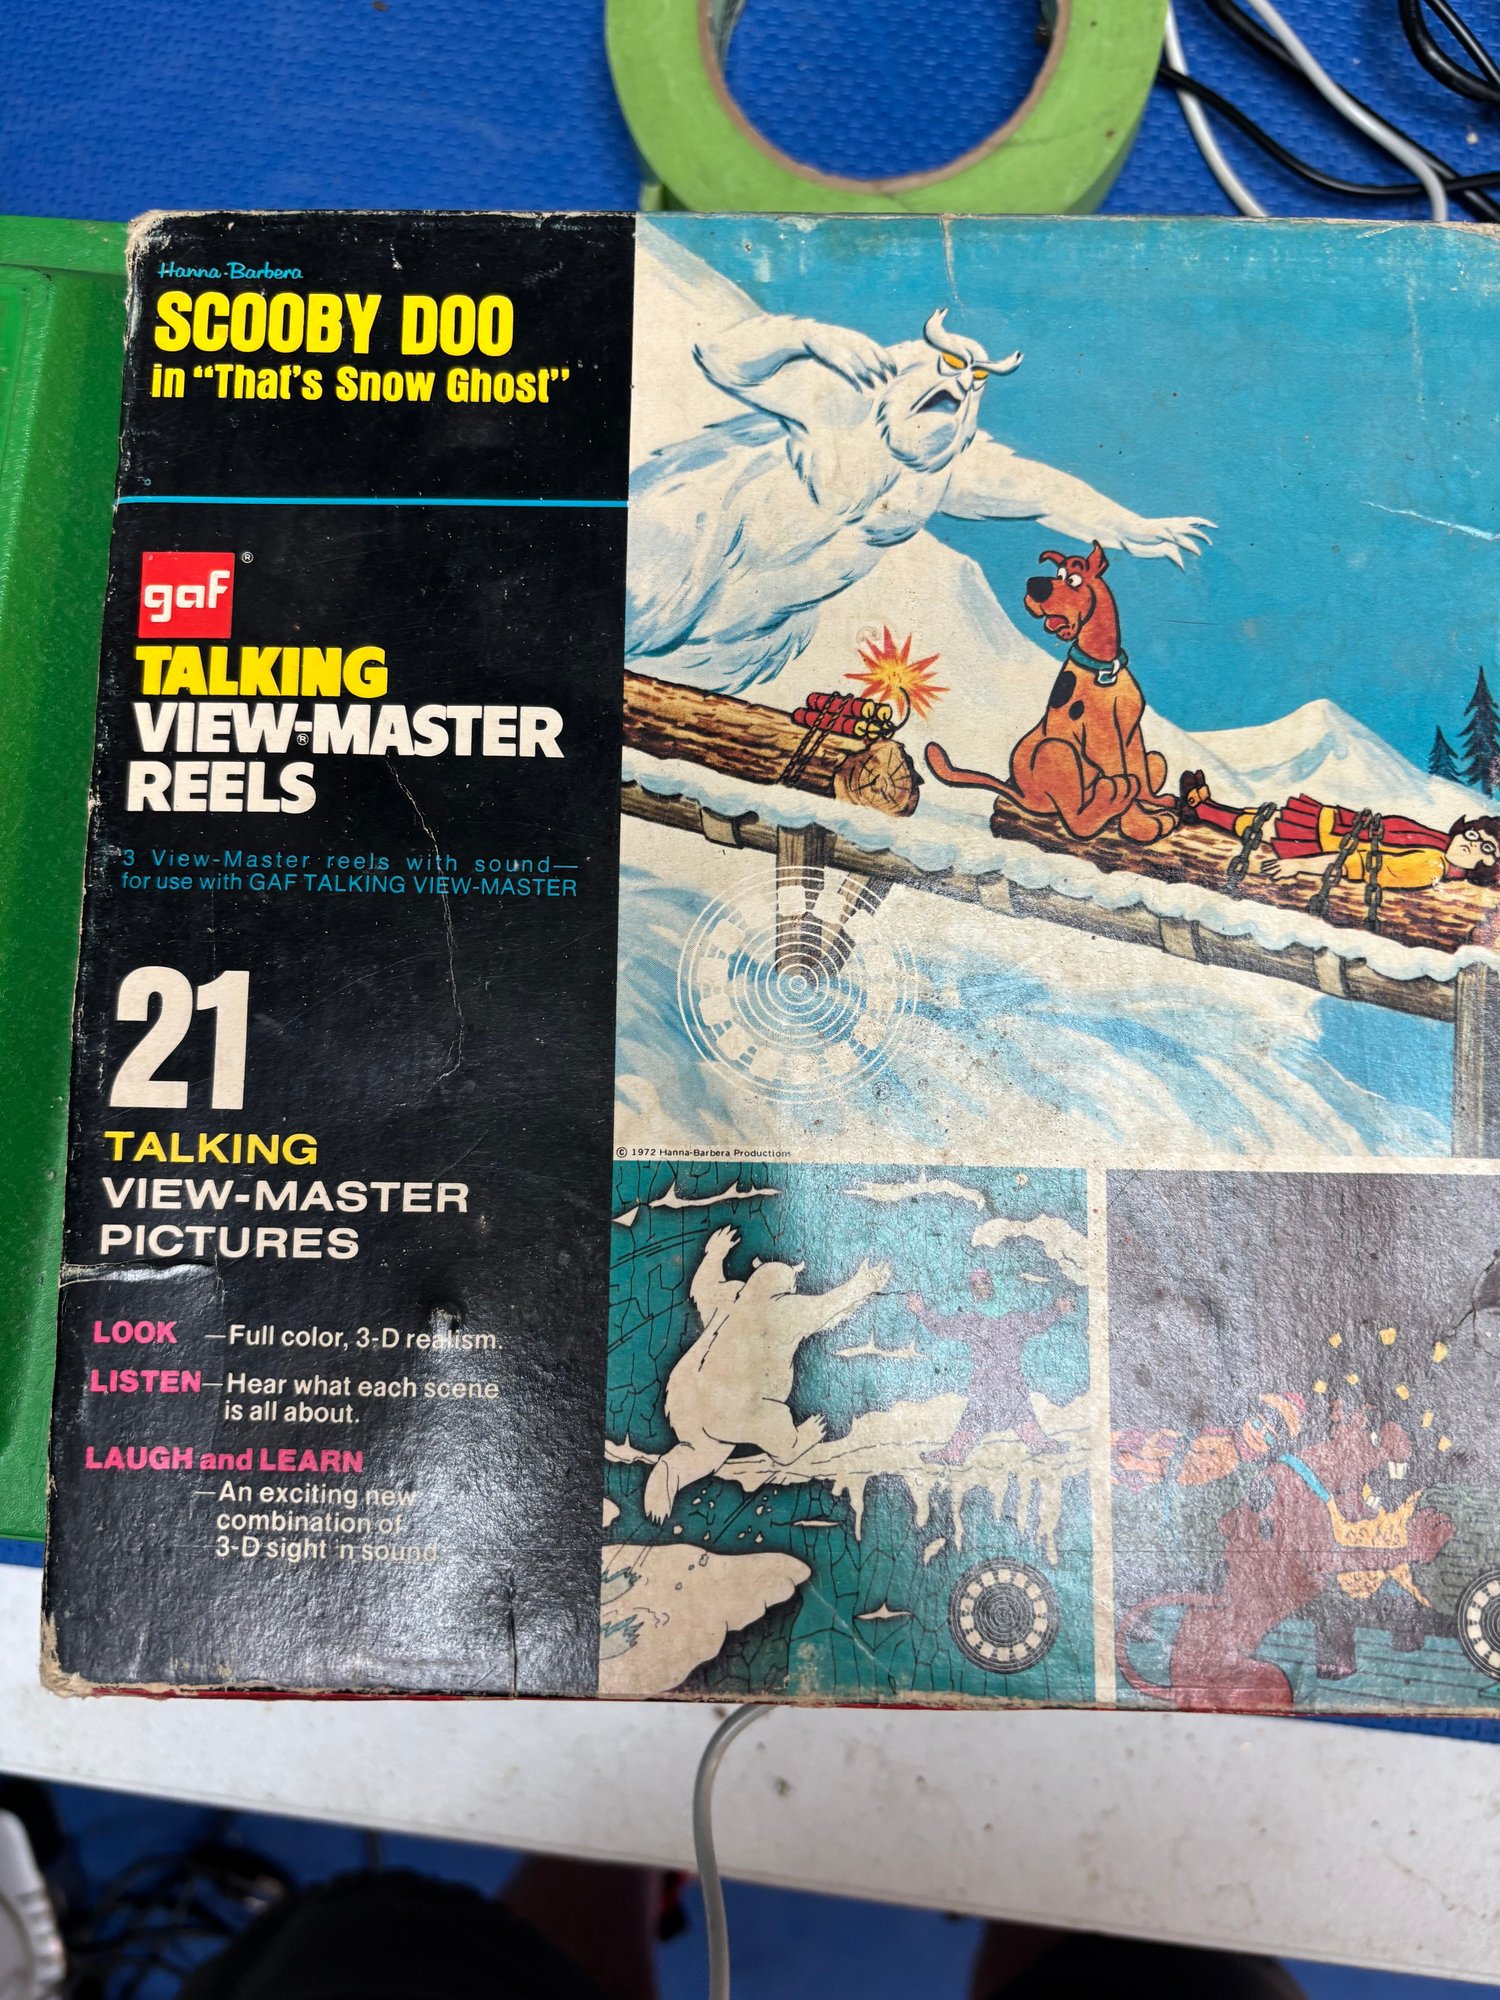 Hanna-Barbera
SCOOBY DOO
in “That’s Snow Ghost”
gaf®
TALKING
VIEW-MASTER®
REELS
3 View-Master reels with sound—
for use with GAF TALKING VIEW-MASTER
21
TALKING
VIEW-MASTER
PICTURES
© 1972 Hanna-Barbera Productions
LOOK —Full color, 3-D realism.
LISTEN—Hear what each scene
is all about.
LAUGH and LEARN
—An exciting new
combination of
3-D sight 'n sound